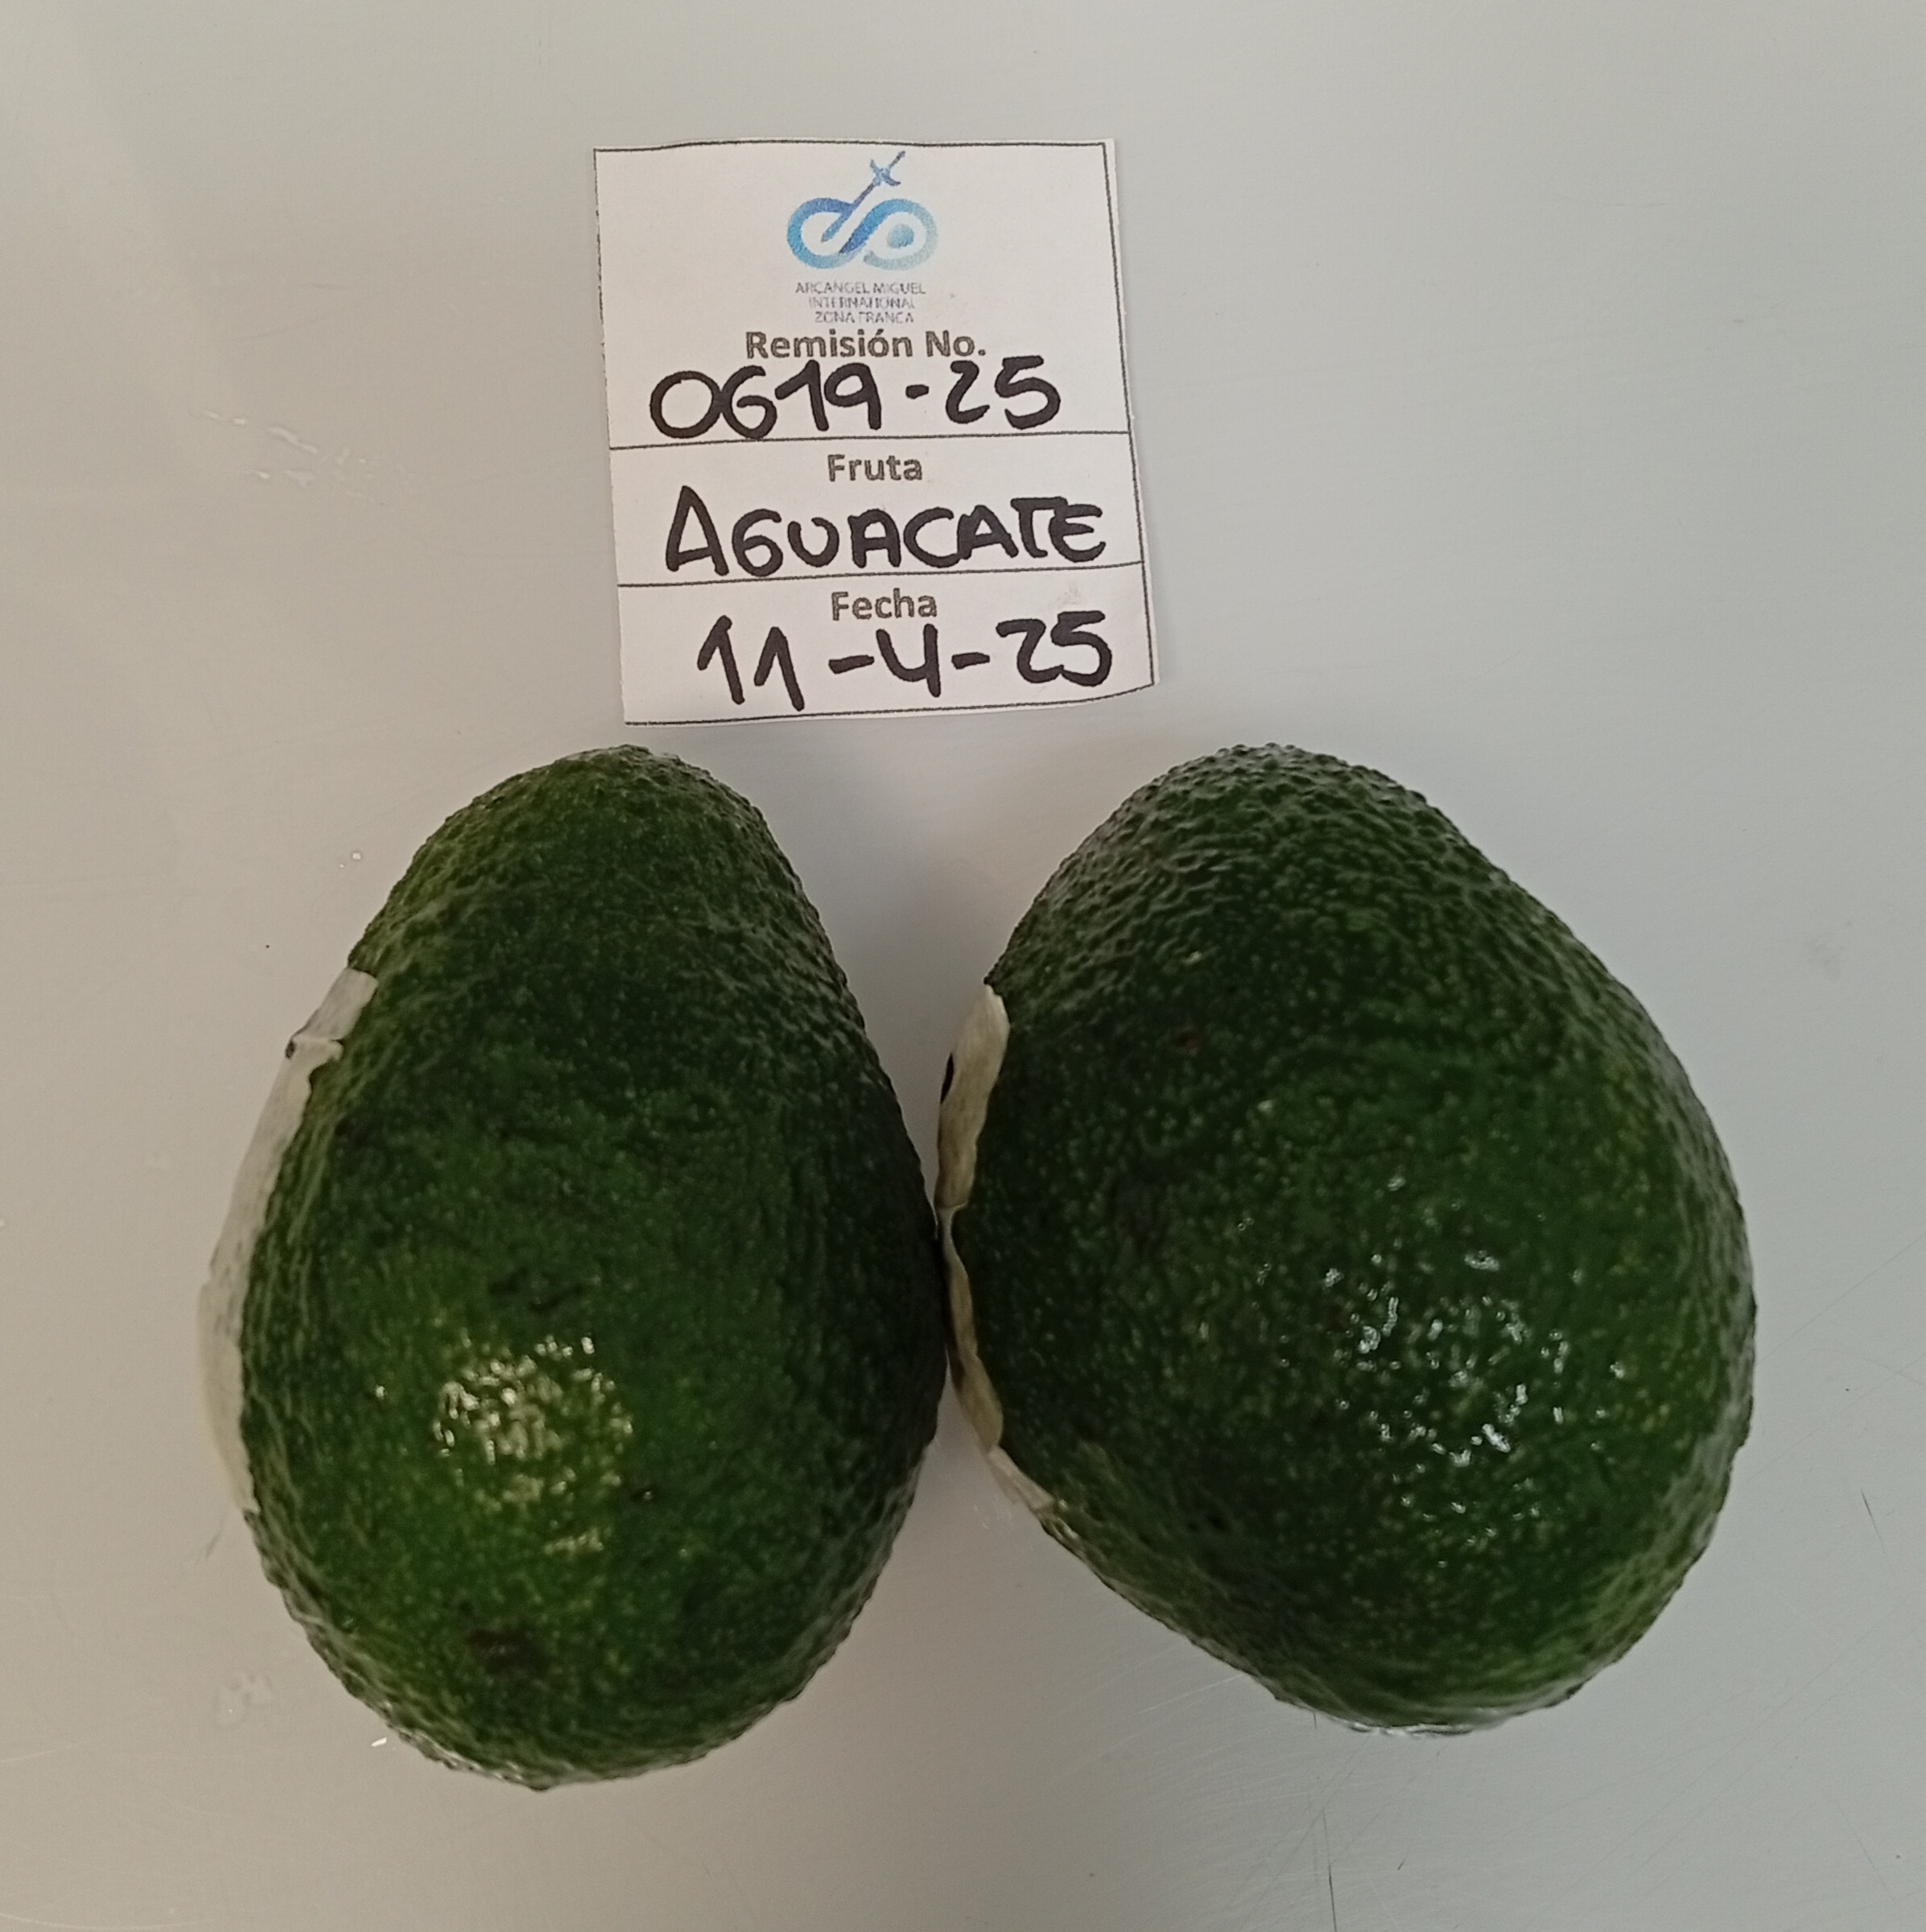 ARCANGEL MIGUEL
INTERNATIONAL
ZONA FRANCA
Remisión No.
0619-25
Fruta
AGUACATE
Fecha
11-4-25